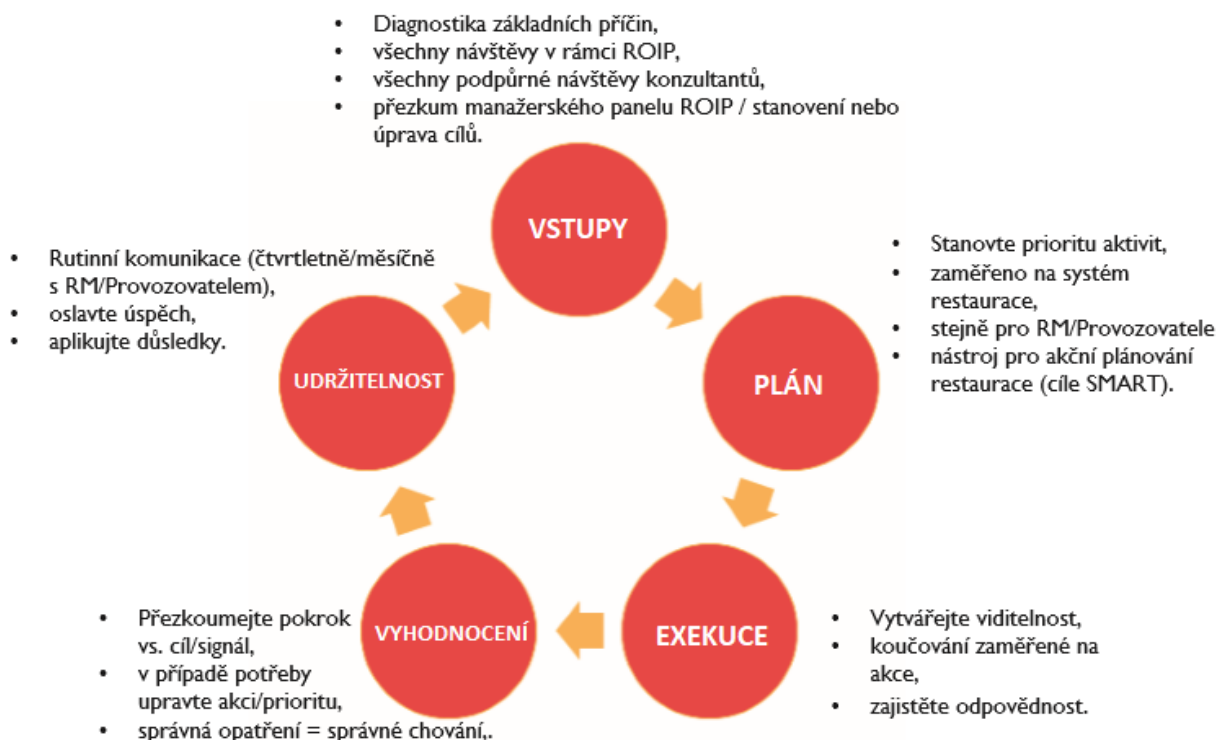 • Diagnostika základních příčin,
• všechny návštěvy v rámci ROIP,
• všechny podpůrné návštěvy konzultantů,
• přezkum manažerského panelu ROIP / stanovení nebo
úprava cílů.
VSTUPY
• Stanovte prioritu aktivit,
• zaměřeno na systém
restaurace,
• stejně pro RM/Provozovatele
• nástroj pro akční plánování
restaurace (cíle SMART).
PLÁN
• Vytvářejte viditelnost,
• koučování zaměřené na
akce,
• zajistěte odpovědnost.
EXEKUCE
• Přezkoumejte pokrok
vs. cíl/signál,
• v případě potřeby
upravte akci/prioritu,
• správná opatření = správné chování,.
VYHODNOCENÍ
• Rutinní komunikace (čtvrtletně/měsíčně
s RM/Provozovatelem),
• oslavte úspěch,
• aplikujte důsledky.
UDRŽITELNOST